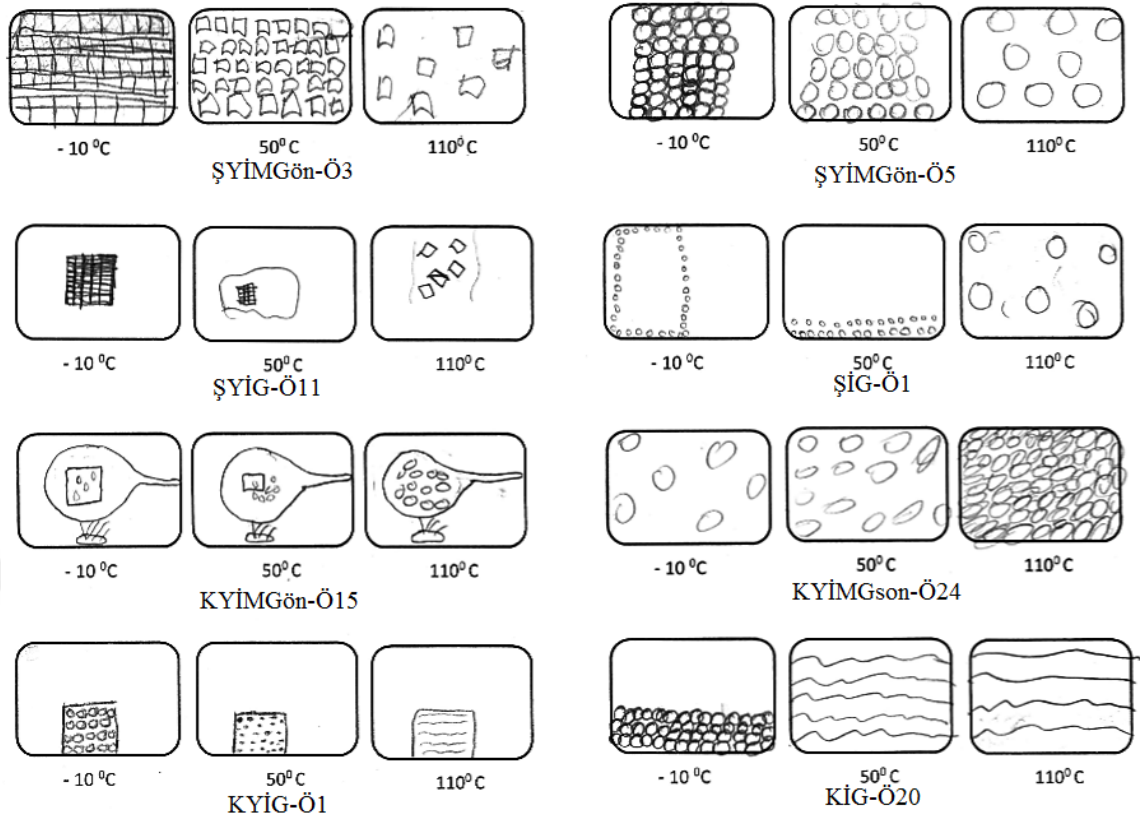 - 10 ⁰C 50⁰ C 110⁰ C
ŞYİMGön-Ö3
- 10 ⁰C 50⁰ C 110⁰ C
ŞYİMGön-Ö5
- 10 ⁰C 50⁰ C 110⁰ C
ŞYİG-Ö11
- 10 ⁰C 50⁰ C 110⁰ C
ŞİG-Ö1
- 10 ⁰C 50⁰ C 110⁰ C
KYİMGön-Ö15
- 10 ⁰C 50⁰ C 110⁰ C
KYİMGson-Ö24
- 10 ⁰C 50⁰ C 110⁰ C
KYİG-Ö1
- 10 ⁰C 50⁰ C 110⁰ C
KİG-Ö20